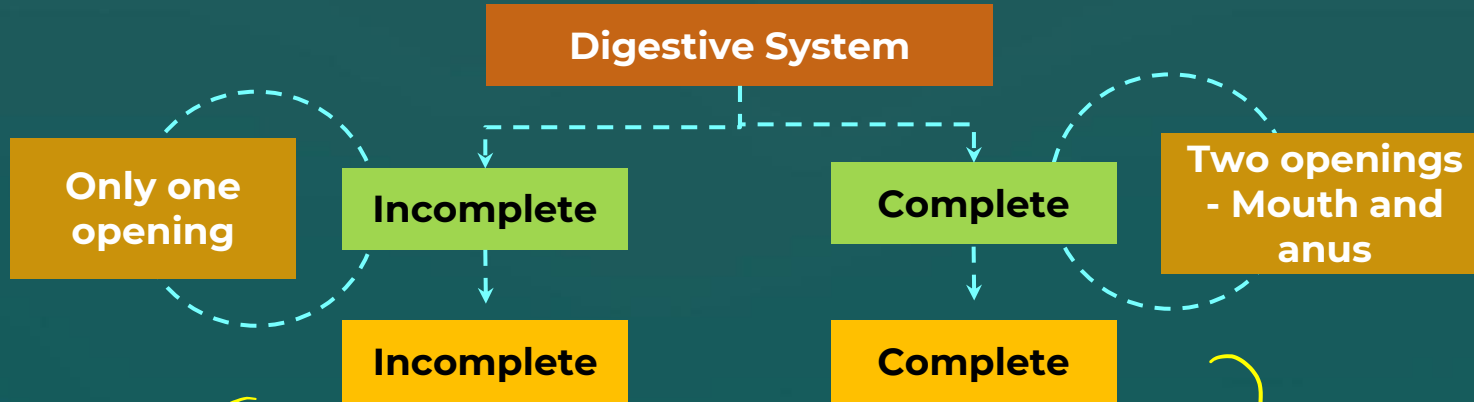 Digestive System
Only one
opening
Incomplete
Complete
Two openings
- Mouth and
anus
Incomplete
Complete